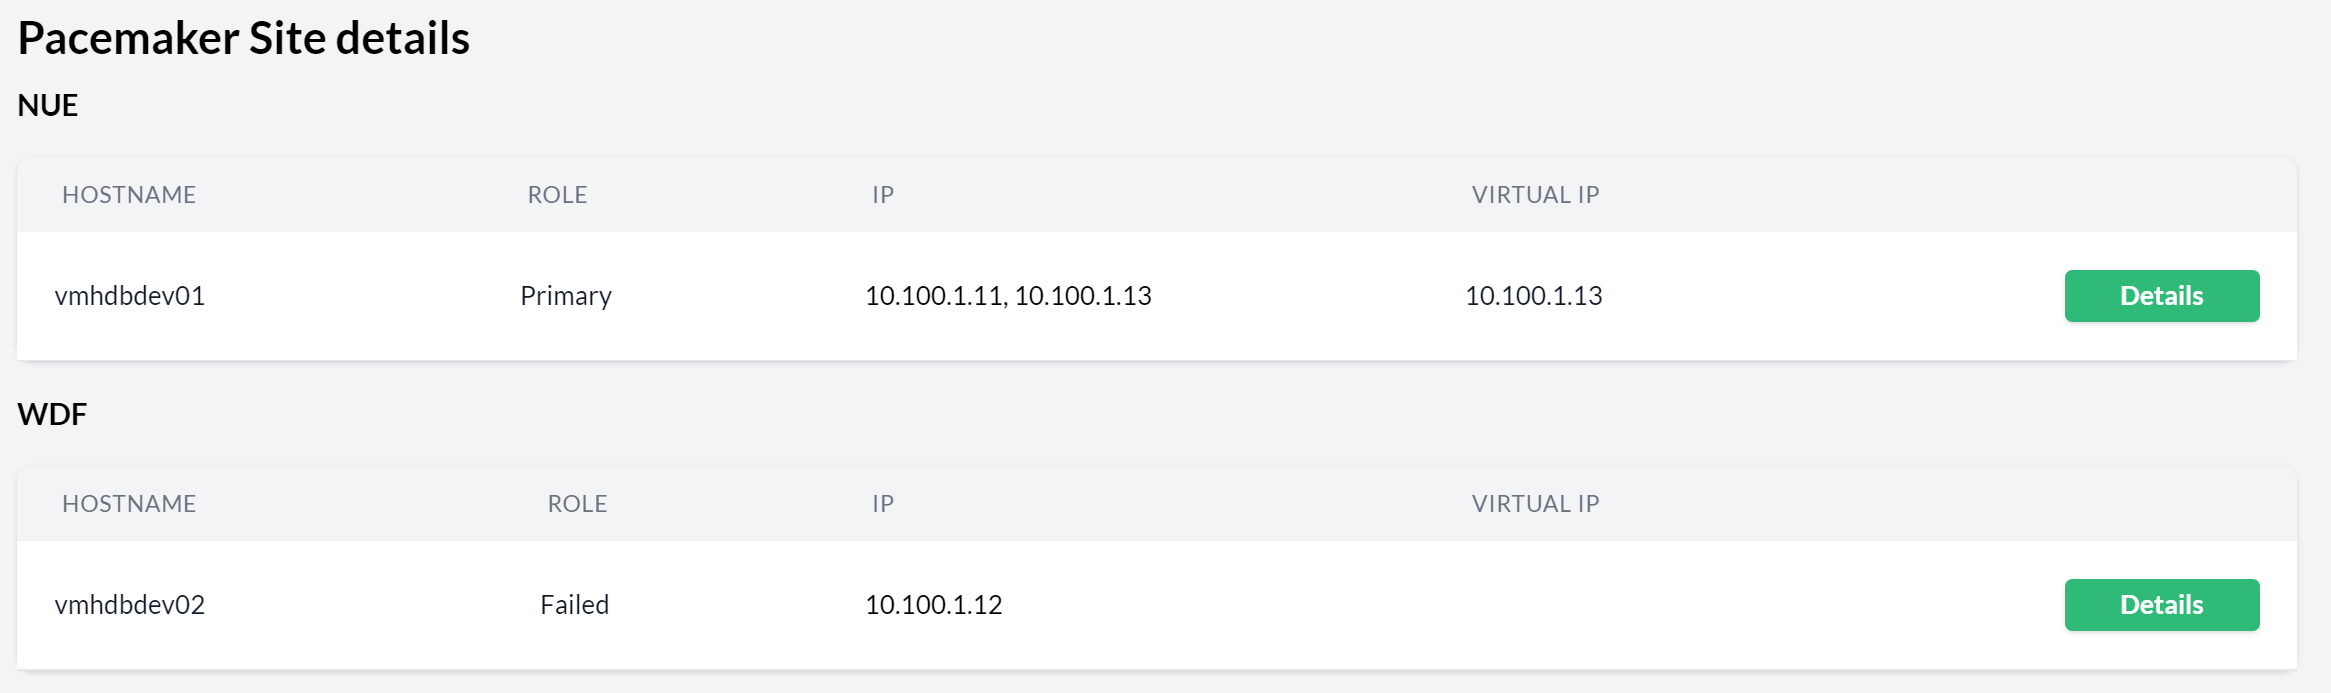 Pacemaker Site details
NUE
HOSTNAME ROLE IP VIRTUAL IP
vmhdbdev01 Primary 10.100.1.11, 10.100.1.13 10.100.1.13 Details
WDF
HOSTNAME ROLE IP VIRTUAL IP
vmhdbdev02 Failed 10.100.1.12 Details